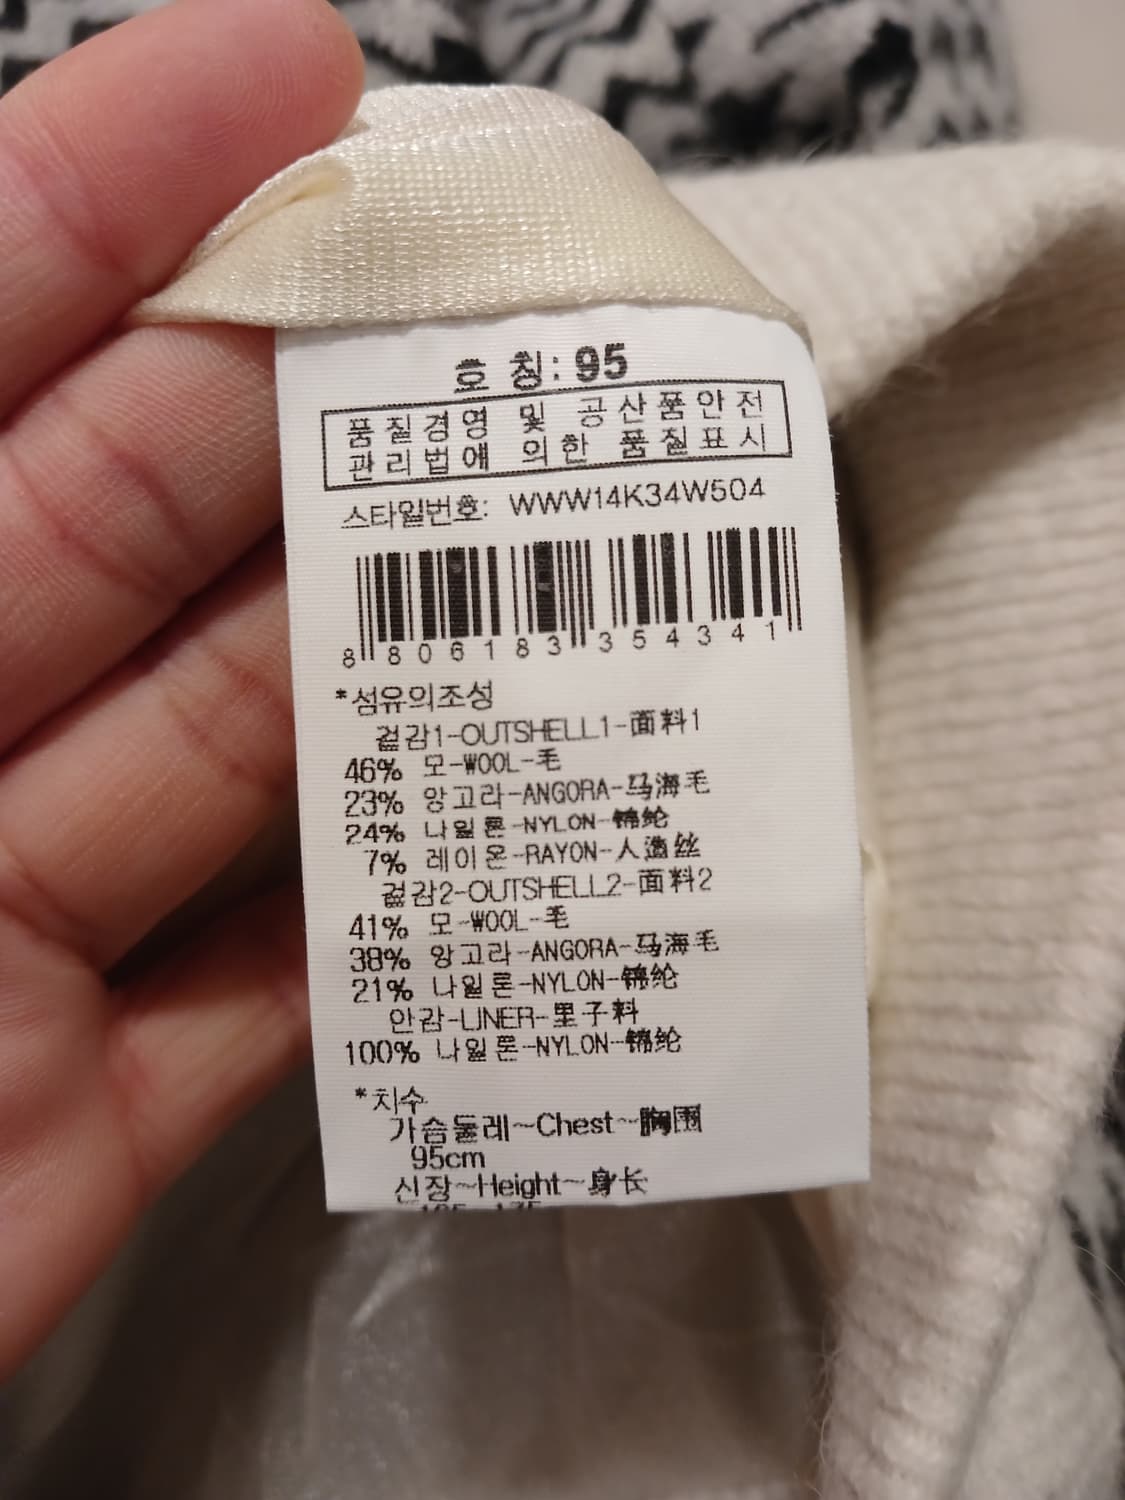 호 칭: 95
품질경영 및 공산품안전
관리법에 의한 품질표시
스타일번호: WWW14K34W504
8 806183 354341
*섬유의조성
겉감1-OUTSHELL1-面料1
46% 모-WOOL-毛
23% 앙고라-ANGORA-马海毛
24% 나일론-NYLON-锦纶
7% 레이온-RAYON-人造丝
겉감2-OUTSHELL2-面料2
41% 모-WOOL-毛
38% 앙고라-ANGORA-马海毛
21% 나일론-NYLON-锦纶
안감-LINER-里子料
100% 나일론-NYLON-锦纶
*치수
가슴둘레~Chest~胸围
95cm
신장~Height~身长